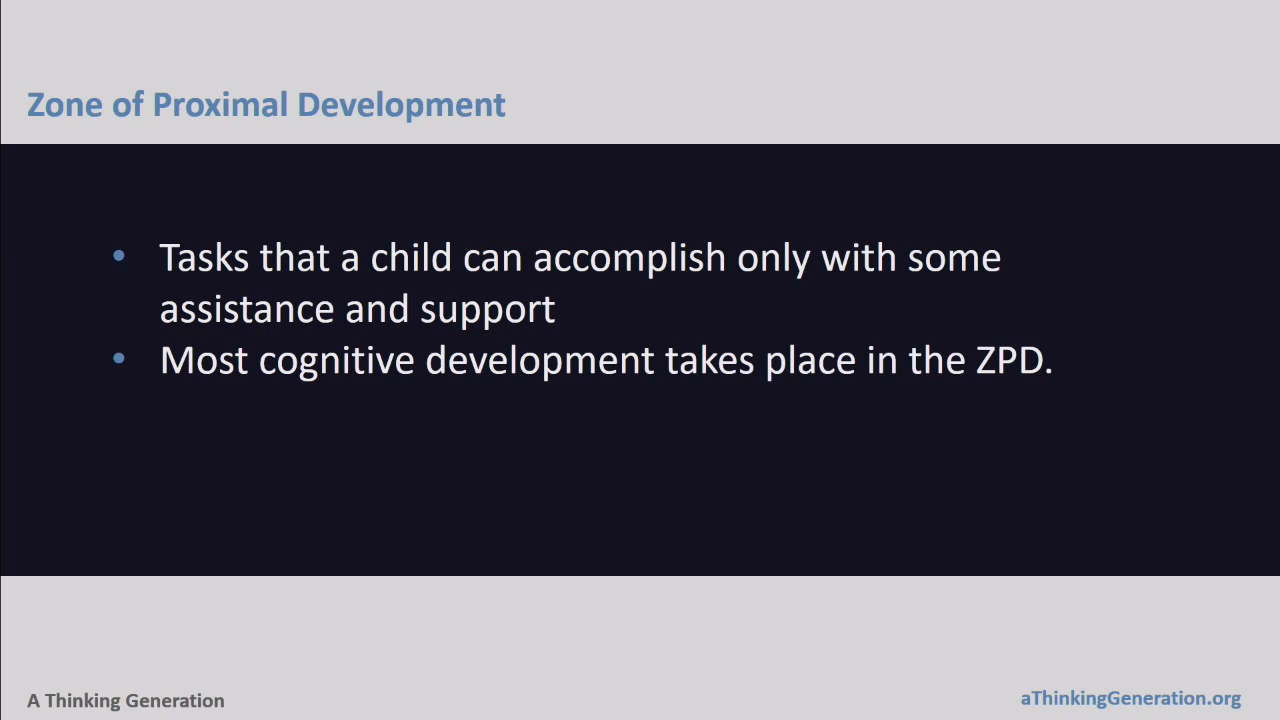 Zone of Proximal Development
• Tasks that a child can accomplish only with some
assistance and support
• Most cognitive development takes place in the ZPD.
A Thinking Generation
aThinkingGeneration.org